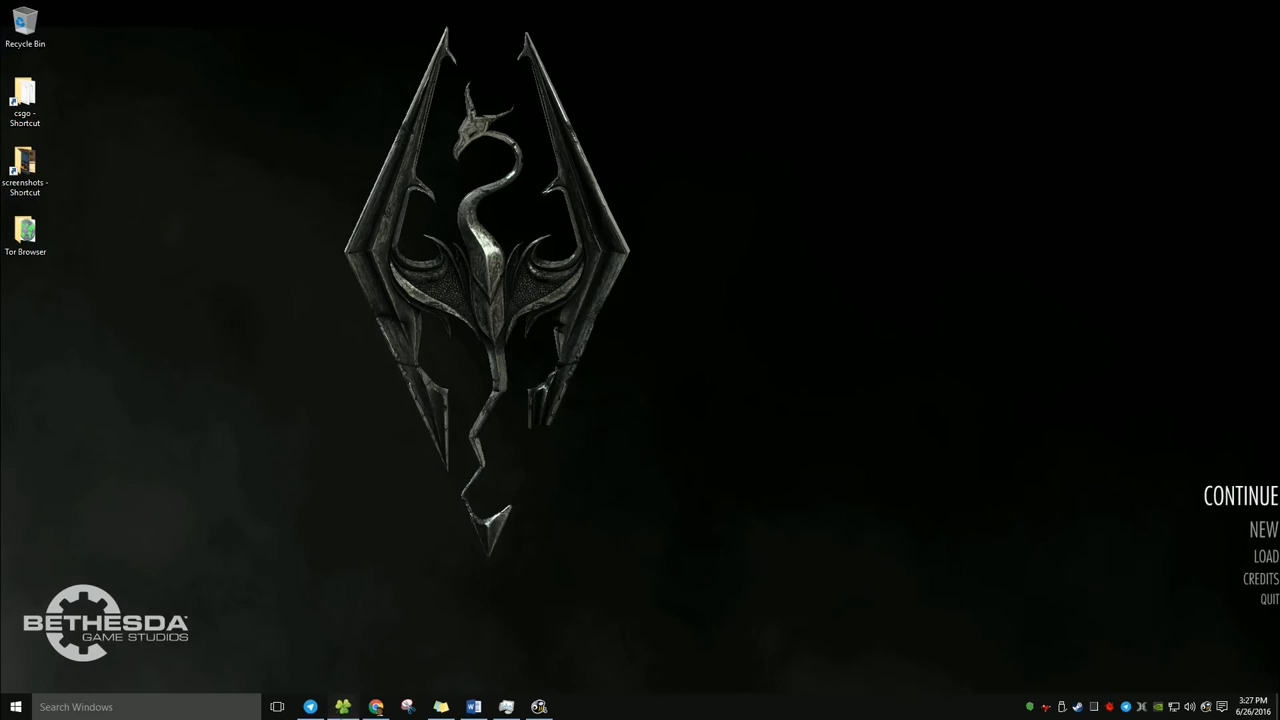 Recycle Bin
csgo -
Shortcut
screenshots -
Shortcut
Tor Browser
CONTINUE
NEW
LOAD
CREDITS
QUIT
BETHESDA
GAME STUDIOS
Search Windows
3:27 PM
6/26/2016